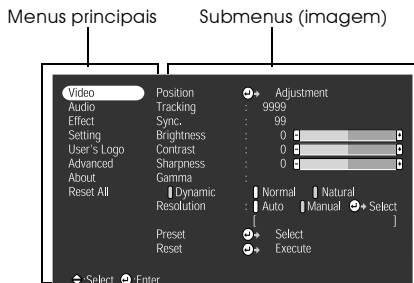 Menus principais Submenus (imagem)
Video Position Adjustment
Audio Tracking : 9999
Effect Sync. : 99
Setting Brightness : 0
User's Logo Contrast : 0
Advanced Sharpness : 0
About Gamma :
Reset All Dynamic Normal Natural
Resolution : Auto Manual Select
[ ]
Preset Select
Reset Execute
:Select :Enter